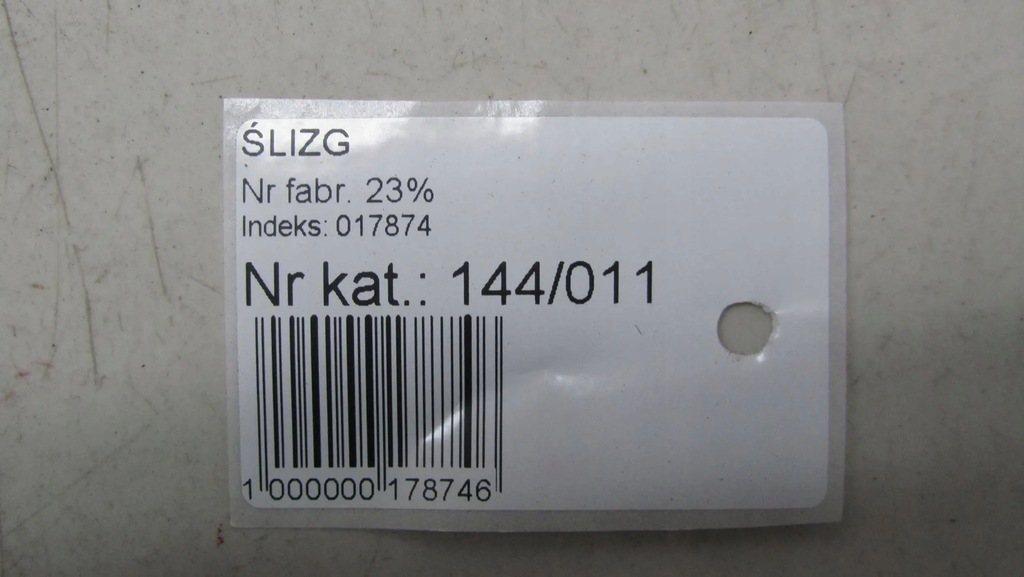 ŚLIZG
Nr fabr. 23%
Indeks: 017874
Nr kat.: 144/011
1 000000 178746